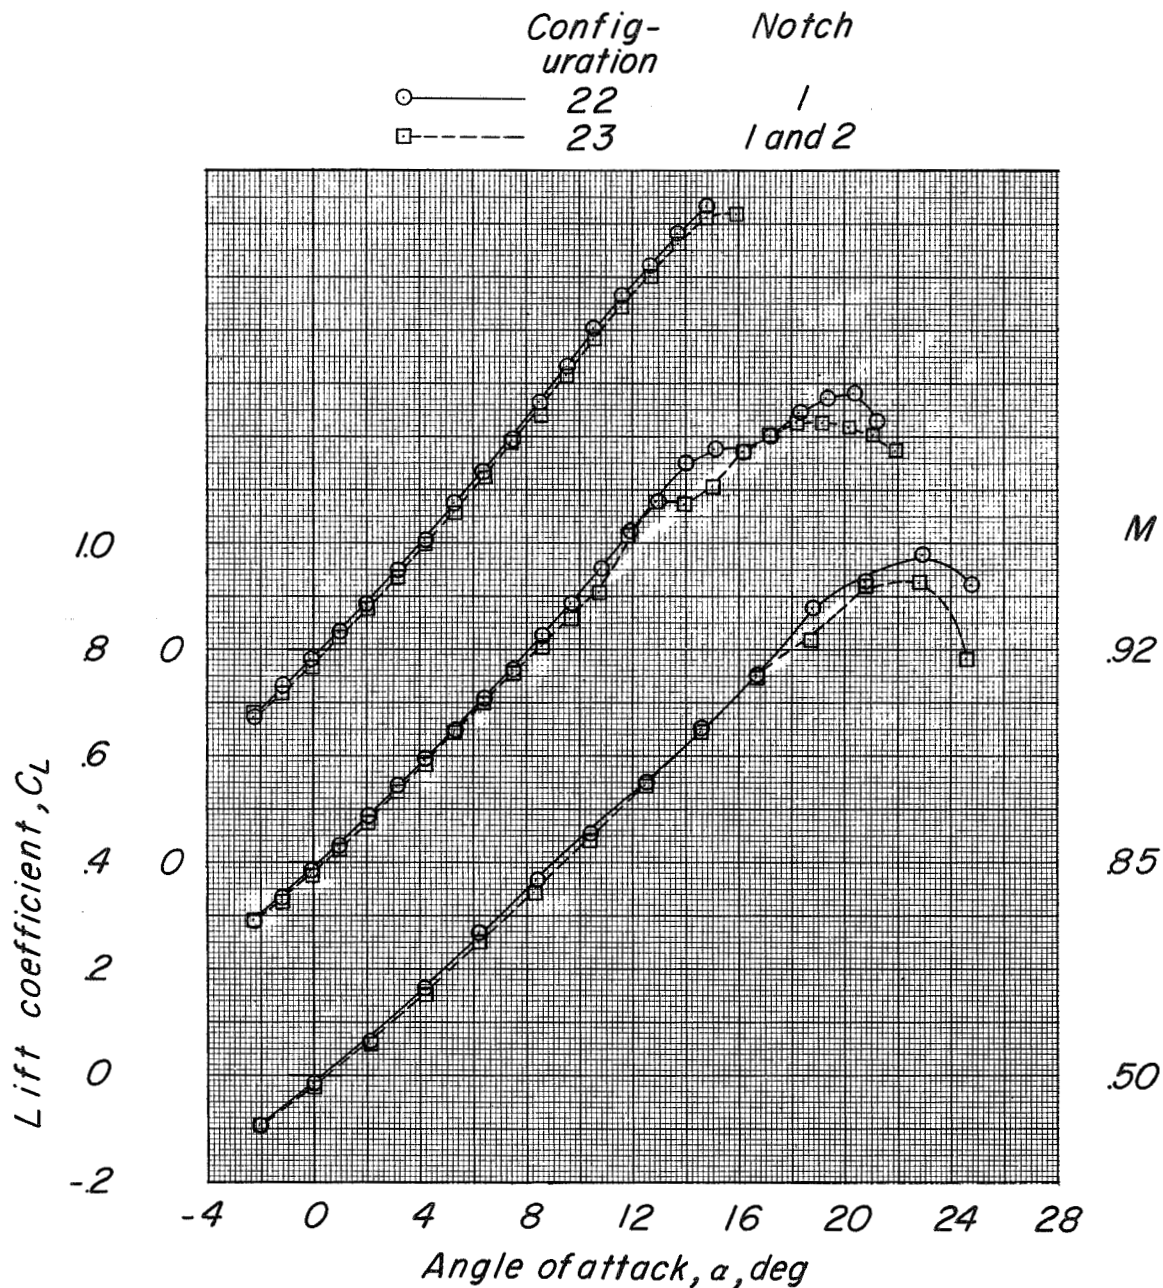 Config- Notch
uration
22 1
23 1 and 2
1.0 M
.8 0 .92
.6
.4 0 .85
.2
0 .50
-.2
-4 0 4 8 12 16 20 24 28
Lift coefficient, CL
Angle of attack, α, deg